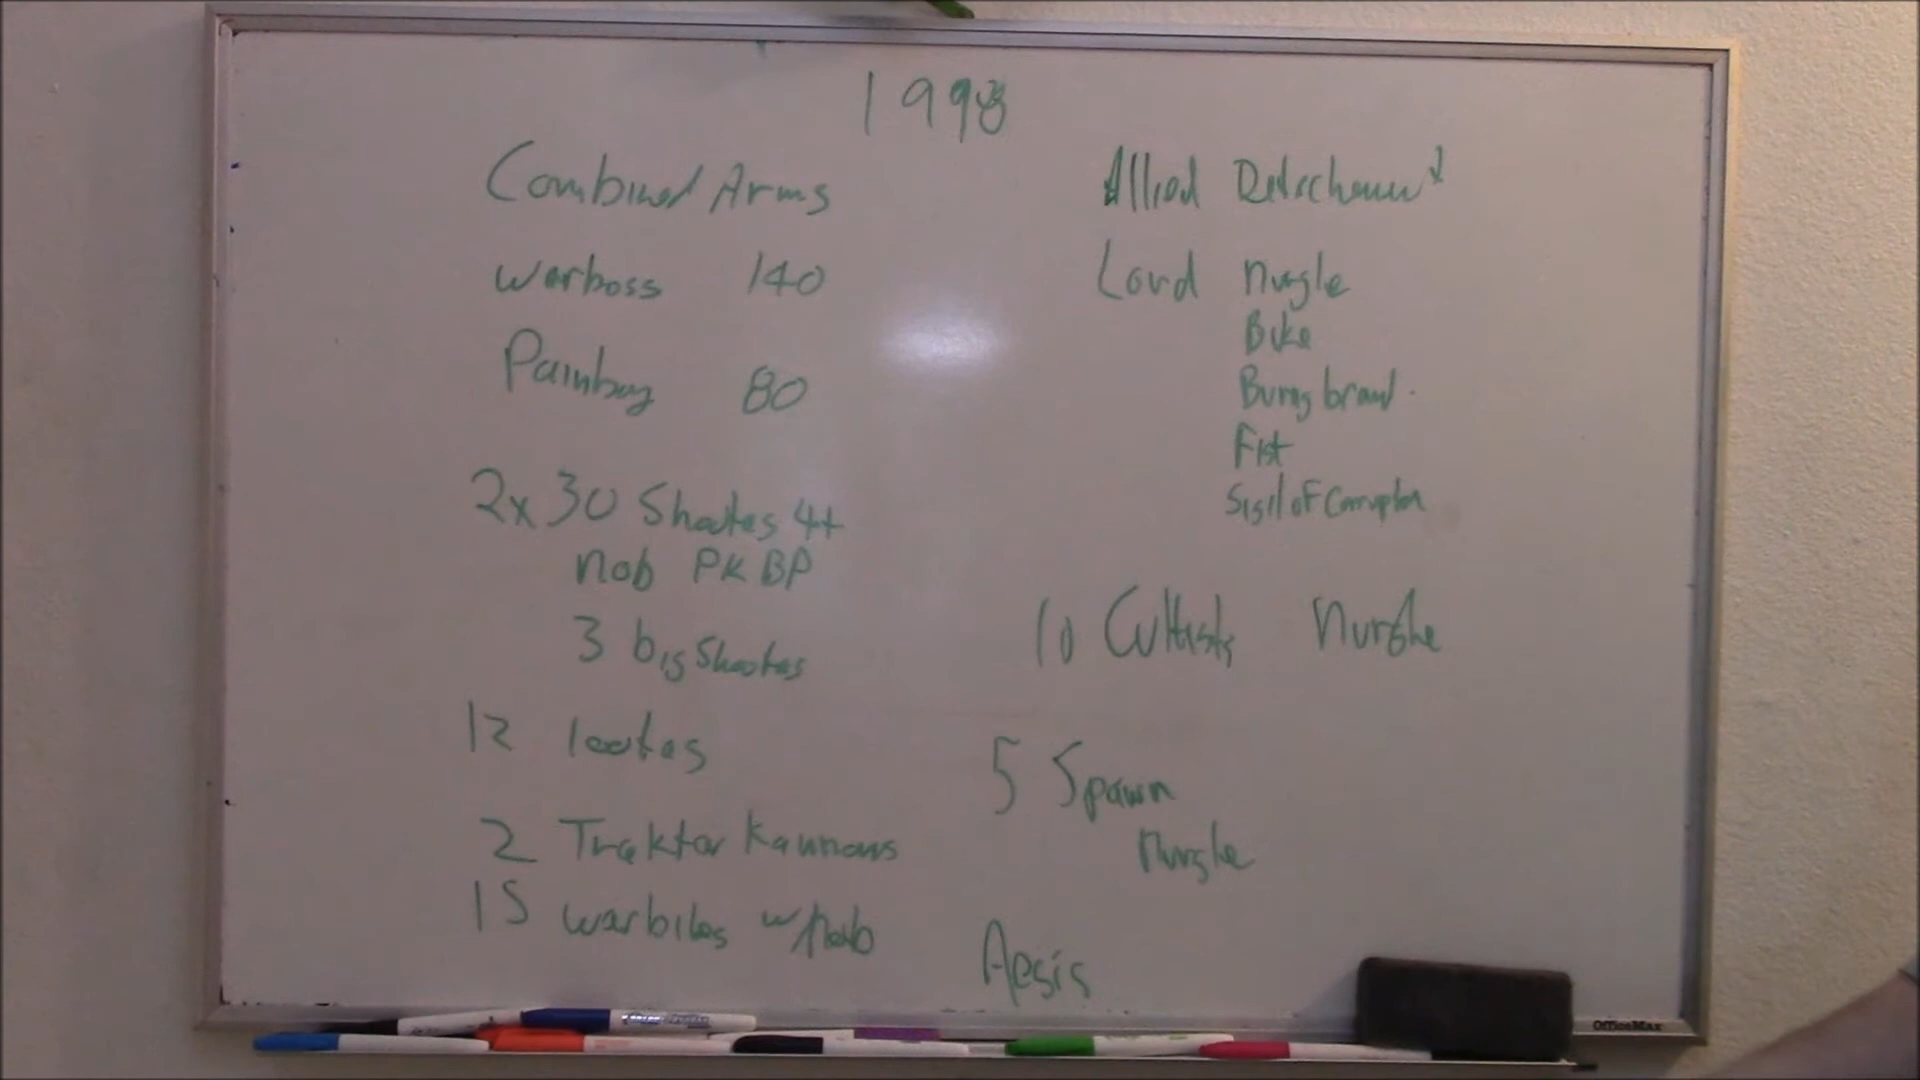 1998
Combined Arms
Warboss 140
Painboy 80
2x 30 Shootas 4+
nob PK BP
3 big Shootas
12 lootas
2 Traktor Kannons
15 warbikes w/Nob
Allied Detachment
Lord Nurgle
Bike
Burng brand
Fist
Sigil of Corruption
10 Cultists Nurgle
5 Spawn
Nurgle
Aegis
OfficeMax